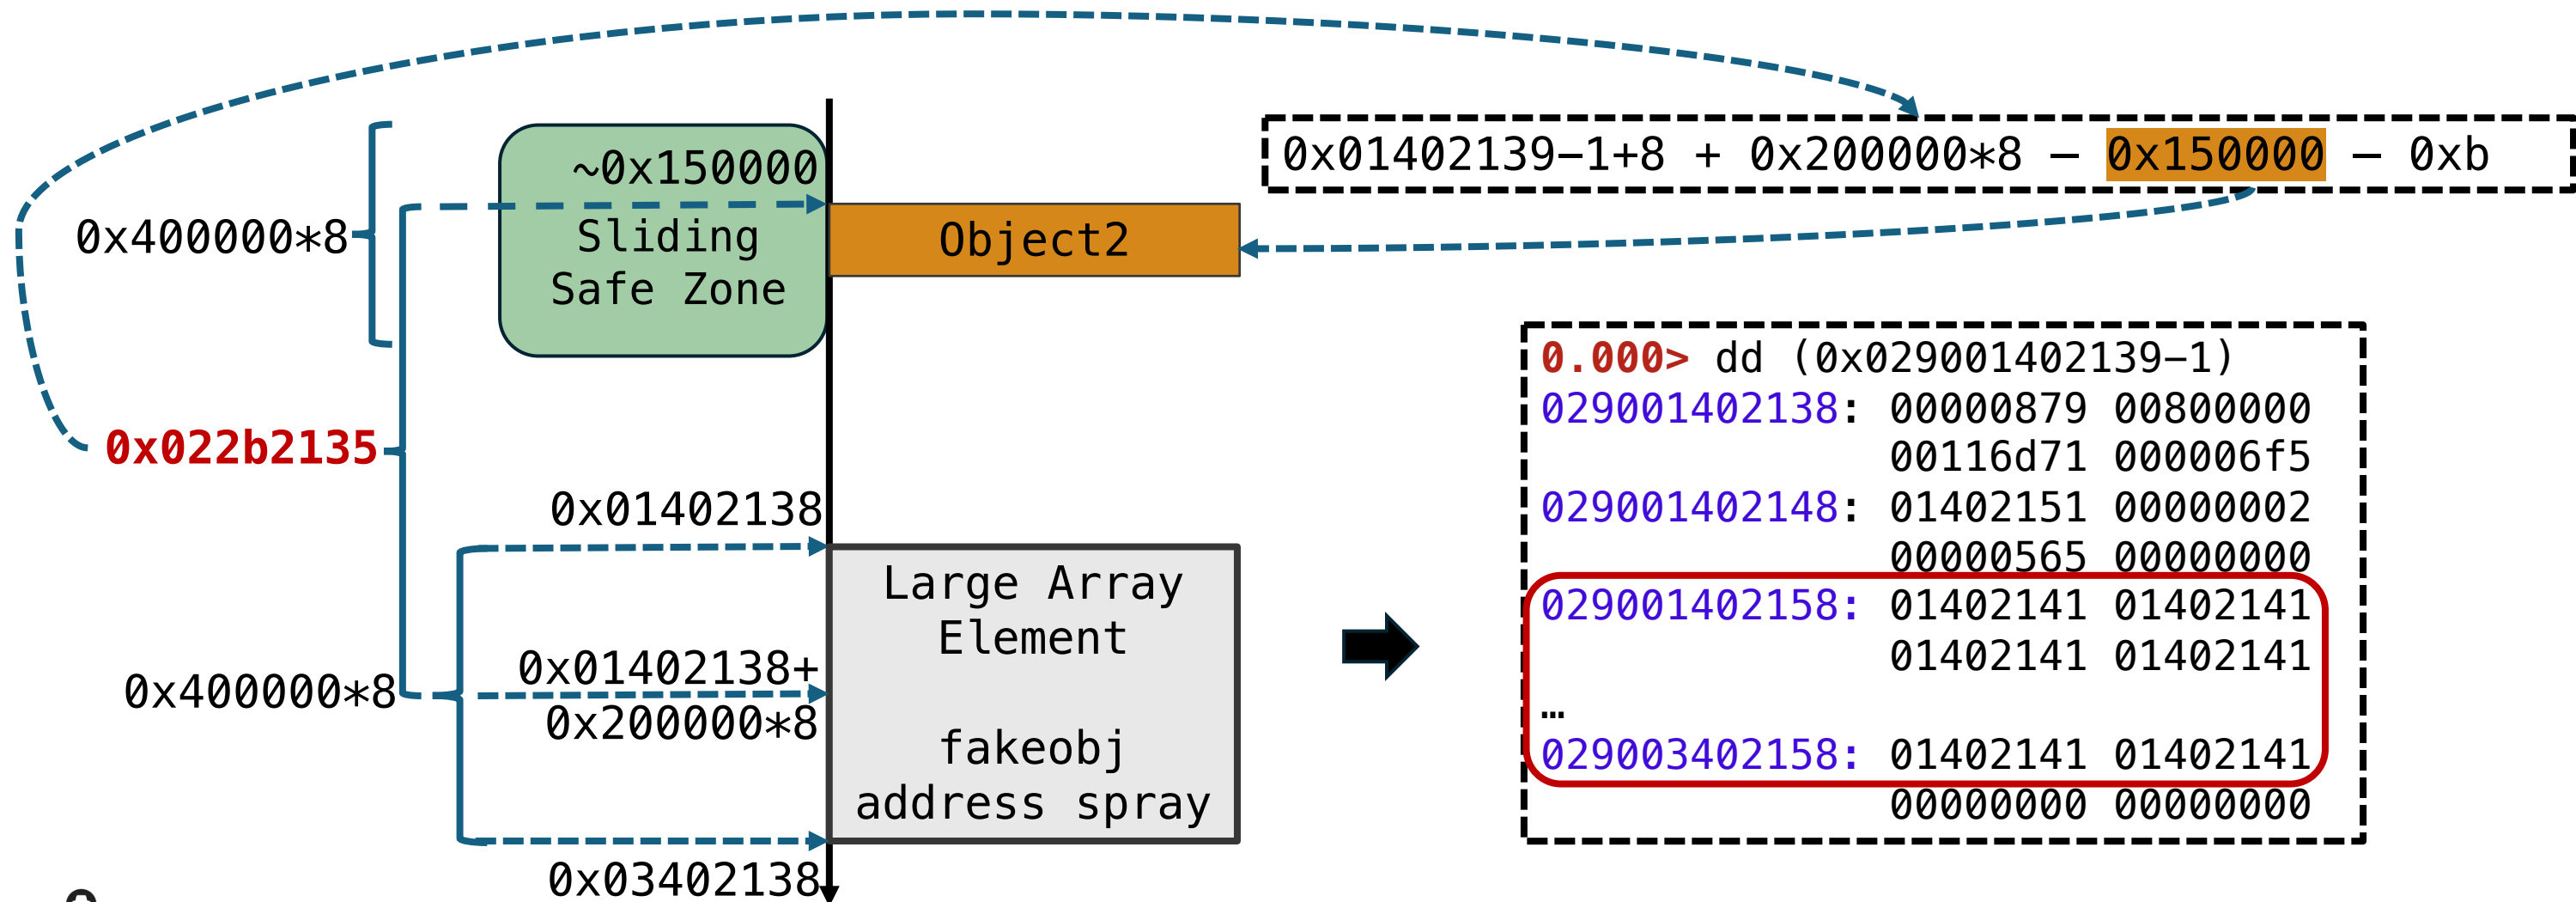 0x01402139−1+8 + 0x200000*8 − 0x150000 − 0xb
~0x150000
Sliding
Safe Zone
0x400000*8
Object2
0x022b2135
0x01402138
0x01402138+
0x200000*8
0x400000*8
0x03402138
Large Array
Element
fakeobj
address spray
0.000> dd (0x029001402139−1)
029001402138: 00000879 00800000
00116d71 000006f5
029001402148: 01402151 00000002
00000565 00000000
029001402158: 01402141 01402141
01402141 01402141
…
029003402158: 01402141 01402141
00000000 00000000